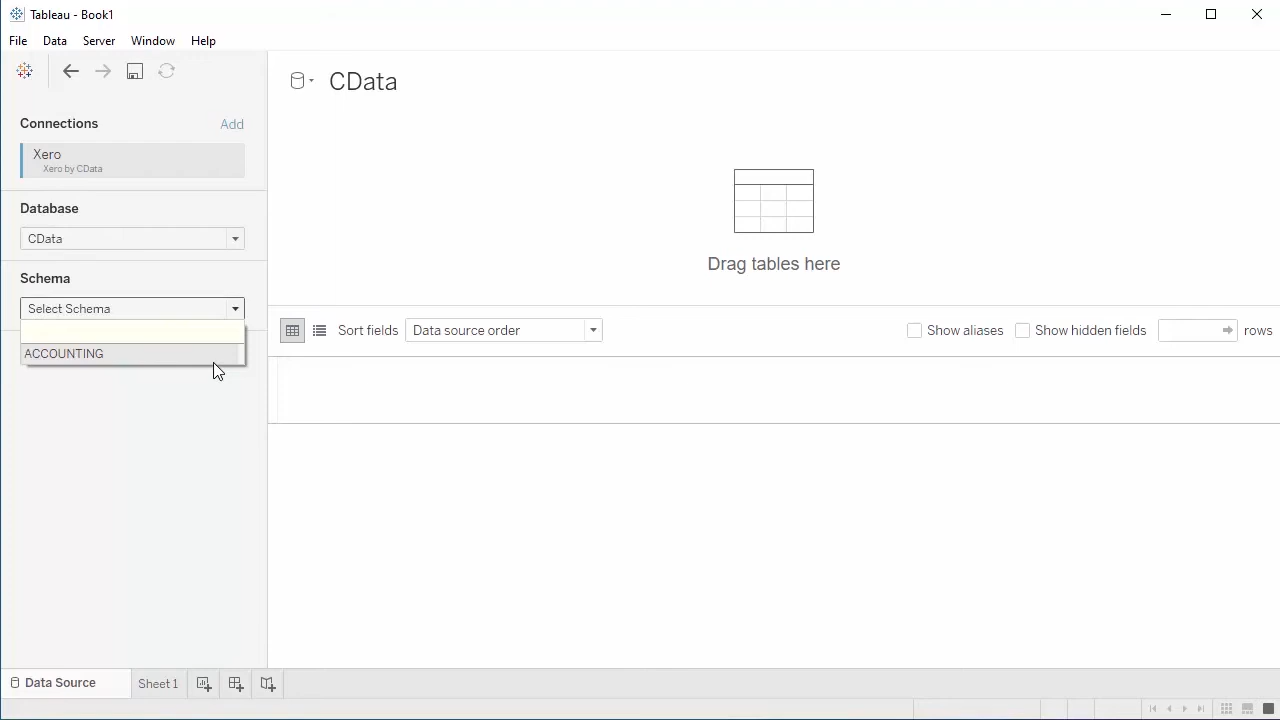 Tableau - Book1
File Data Server Window Help
CData
Connections Add
Xero
Xero by CData
Database
CData
Schema
Select Schema
ACCOUNTING
Drag tables here
Sort fields Data source order Show aliases Show hidden fields rows
Data Source Sheet 1